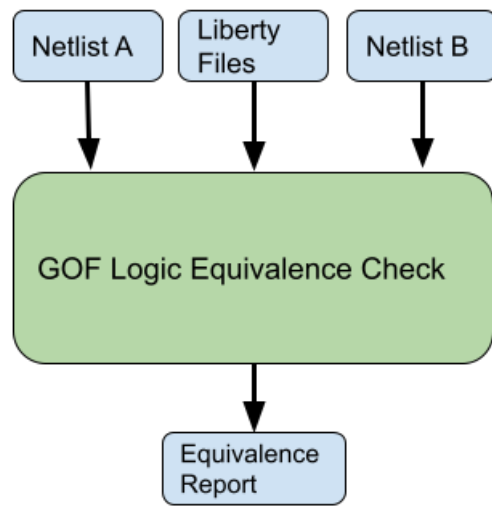 Netlist A
Liberty
Files
Netlist B
GOF Logic Equivalence Check
Equivalence
Report